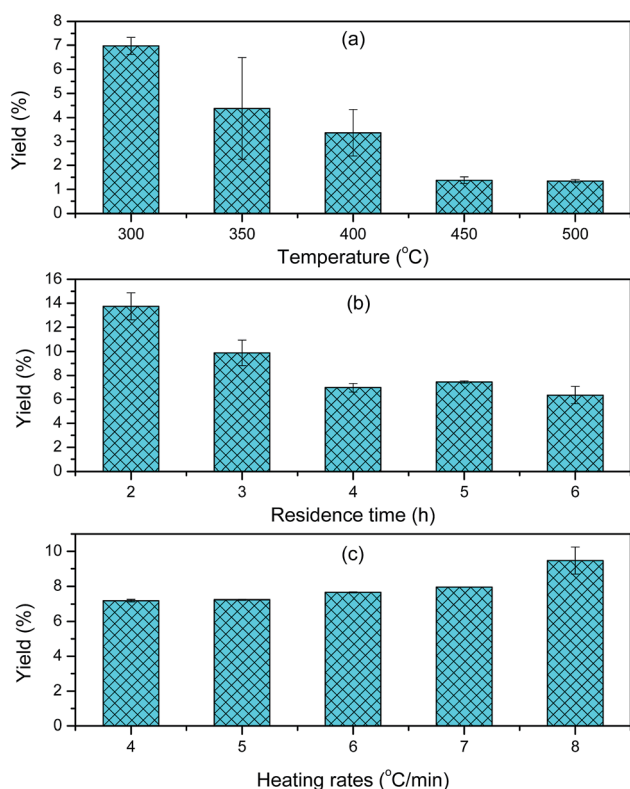 (a)
Yield (%)
8
7
6
5
4
3
2
1
0
300 350 400 450 500
Temperature (°C)
(b)
Yield (%)
16
14
12
10
8
6
4
2
0
2 3 4 5 6
Residence time (h)
(c)
Yield (%)
10
8
6
4
2
0
4 5 6 7 8
Heating rates (°C/min)